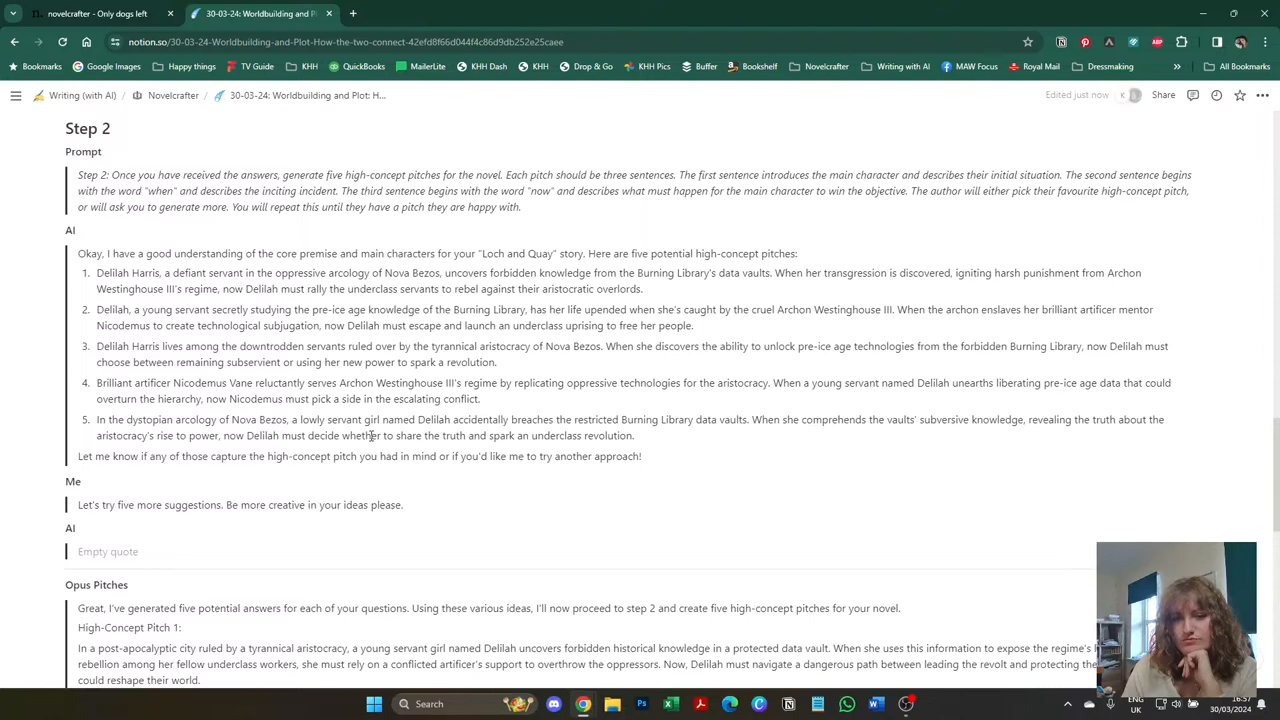 novelcrafter - Only dogs left
30-03-24: Worldbuilding and Plot
notion.so/30-03-24-Worldbuilding-and-Plot-How-the-two-connect-42efd8f66d044f4c86d9db252e25caee
Bookmarks Happy things TV Guide KHH QuickBooks MailerLite KHH Dash KHH Drop & Go KHH Pics Buffer Bookshelf Novelcrafter Writing with AI MAW Focus Royal Mail Dressmaking All Bookmarks
Writing (with AI) / Novelcrafter / 30-03-24: Worldbuilding and Plot: H... Edited just now K Share
Step 2
Prompt
Step 2: Once you have received the answers, generate five high-concept pitches for the novel. Each pitch should be three sentences. The first sentence introduces the main character and describes their initial situation. The second sentence begins
with the word "when" and describes the inciting incident. The third sentence begins with the word "now" and describes what must happen for the main character to win the objective. The author will either pick their favourite high-concept pitch,
or will ask you to generate more. You will repeat this until they have a pitch they are happy with.
AI
Okay, I have a good understanding of the core premise and main characters for your "Loch and Quay" story. Here are five potential high-concept pitches:
1. Delilah Harris, a defiant servant in the oppressive arcology of Nova Bezos, uncovers forbidden knowledge from the Burning Library's data vaults. When her transgression is discovered, igniting harsh punishment from Archon
Westinghouse III's regime, now Delilah must rally the underclass servants to rebel against their aristocratic overlords.
2. Delilah, a young servant secretly studying the pre-ice age knowledge of the Burning Library, has her life upended when she's caught by the cruel Archon Westinghouse III. When the archon enslaves her brilliant artificer mentor
Nicodemus to create technological subjugation, now Delilah must escape and launch an underclass uprising to free her people.
3. Delilah Harris lives among the downtrodden servants ruled over by the tyrannical aristocracy of Nova Bezos. When she discovers the ability to unlock pre-ice age technologies from the forbidden Burning Library, now Delilah must
choose between remaining subservient or using her new power to spark a revolution.
4. Brilliant artificer Nicodemus Vane reluctantly serves Archon Westinghouse III's regime by replicating oppressive technologies for the aristocracy. When a young servant named Delilah unearths liberating pre-ice age data that could
overturn the hierarchy, now Nicodemus must pick a side in the escalating conflict.
5. In the dystopian arcology of Nova Bezos, a lowly servant girl named Delilah accidentally breaches the restricted Burning Library data vaults. When she comprehends the vaults' subversive knowledge, revealing the truth about the
aristocracy's rise to power, now Delilah must decide whether to share the truth and spark an underclass revolution.
Let me know if any of those capture the high-concept pitch you had in mind or if you'd like me to try another approach!
Me
Let's try five more suggestions. Be more creative in your ideas please.
AI
Empty quote
Opus Pitches
Great, I've generated five potential answers for each of your questions. Using these various ideas, I'll now proceed to step 2 and create five high-concept pitches for your novel.
High-Concept Pitch 1:
In a post-apocalyptic city ruled by a tyrannical aristocracy, a young servant girl named Delilah uncovers forbidden historical knowledge in a protected data vault. When she uses this information to expose the regime's
rebellion among her fellow underclass workers, she must rely on a conflicted artificer's support to overthrow the oppressors. Now, Delilah must navigate a dangerous path between leading the revolt and protecting the
could reshape their world.
Search
ENG
UK
16:57
30/03/2024